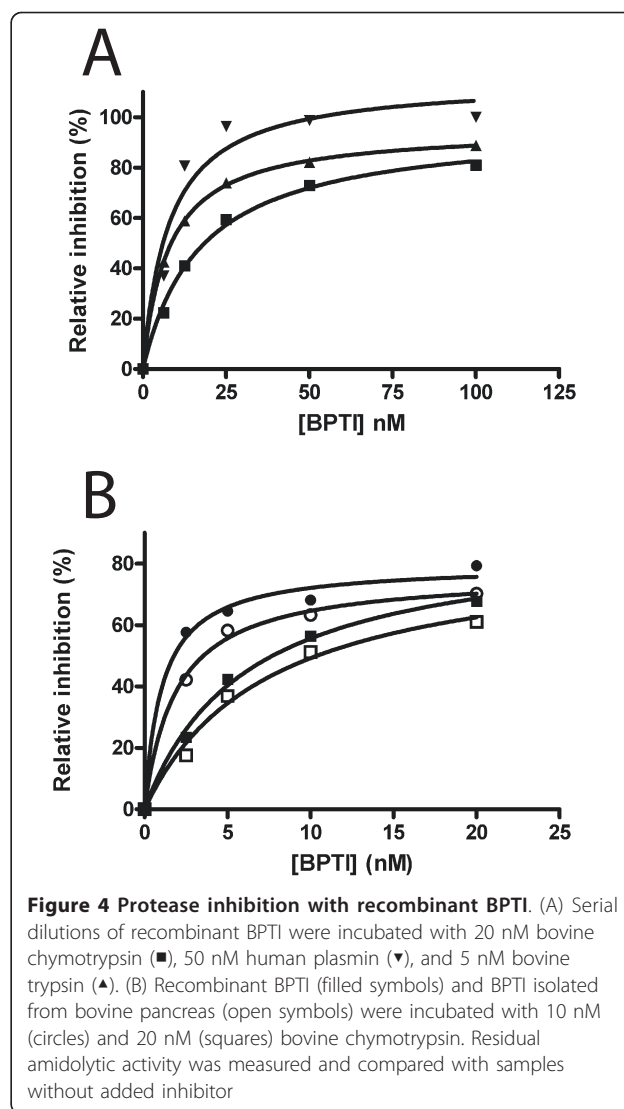 A
Relative inhibition (%)
100
80
60
40
20
0
0 25 50 75 100 125
[BPTI] nM
B
Relative inhibition (%)
80
60
40
20
0
0 5 10 15 20 25
[BPTI] (nM)
Figure 4 Protease inhibition with recombinant BPTI. (A) Serial
dilutions of recombinant BPTI were incubated with 20 nM bovine
chymotrypsin (■), 50 nM human plasmin (▼), and 5 nM bovine
trypsin (▲). (B) Recombinant BPTI (filled symbols) and BPTI isolated
from bovine pancreas (open symbols) were incubated with 10 nM
(circles) and 20 nM (squares) bovine chymotrypsin. Residual
amidolytic activity was measured and compared with samples
without added inhibitor